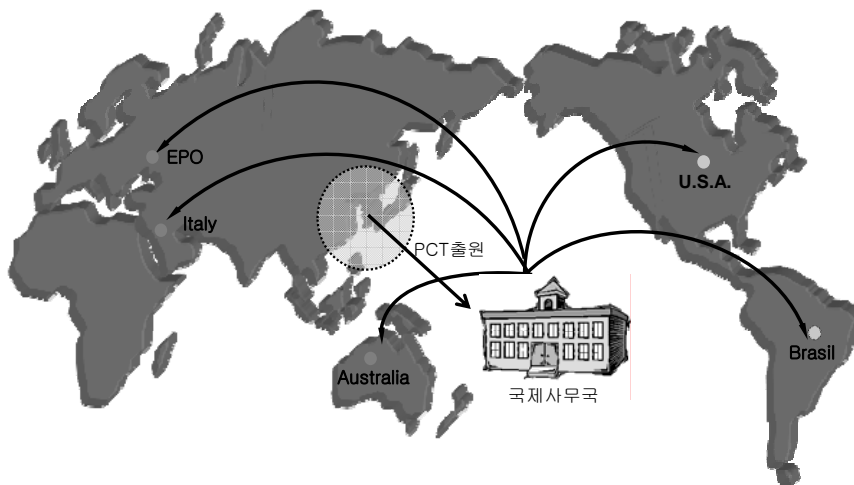 EPO
U.S.A.
Italy
PCT출원
Brasil
Australia
국제사무국